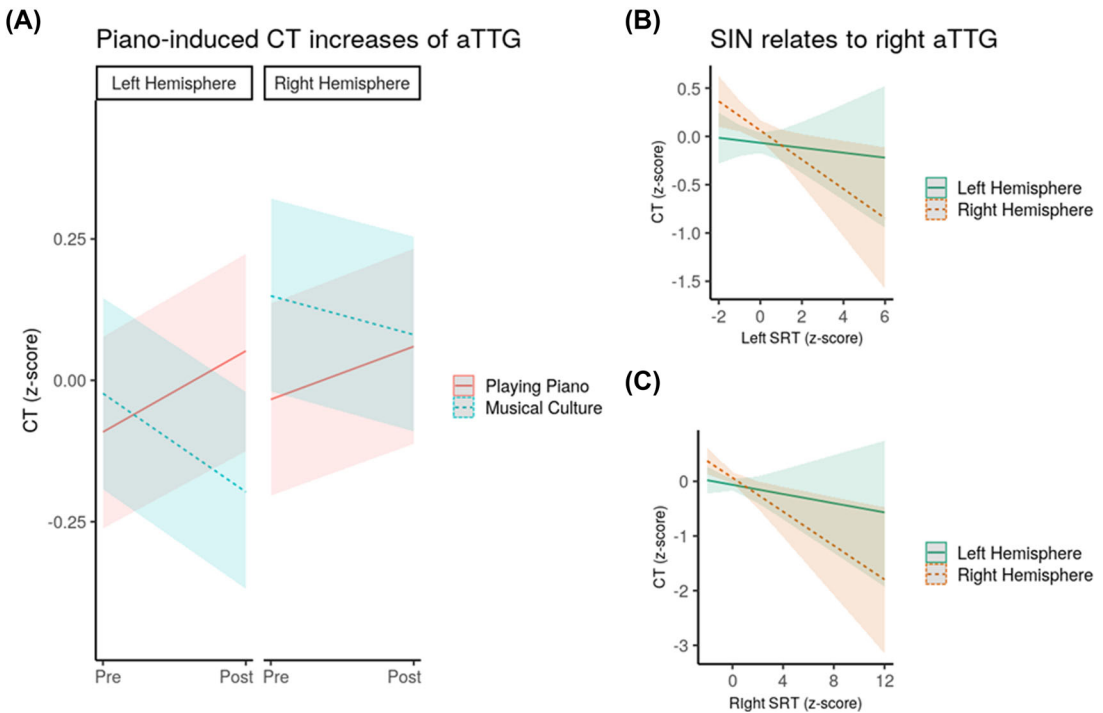 (A)
Piano-induced CT increases of aTTG
Left Hemisphere
Right Hemisphere
CT (z-score)
0.25
0.00
-0.25
Pre
Post
Pre
Post
Playing Piano
Musical Culture
(B)
SIN relates to right aTTG
CT (z-score)
0.5
0.0
-0.5
-1.0
-1.5
-2
0
2
4
6
Left SRT (z-score)
Left Hemisphere
Right Hemisphere
(C)
CT (z-score)
0
-1
-2
-3
0
4
8
12
Right SRT (z-score)
Left Hemisphere
Right Hemisphere